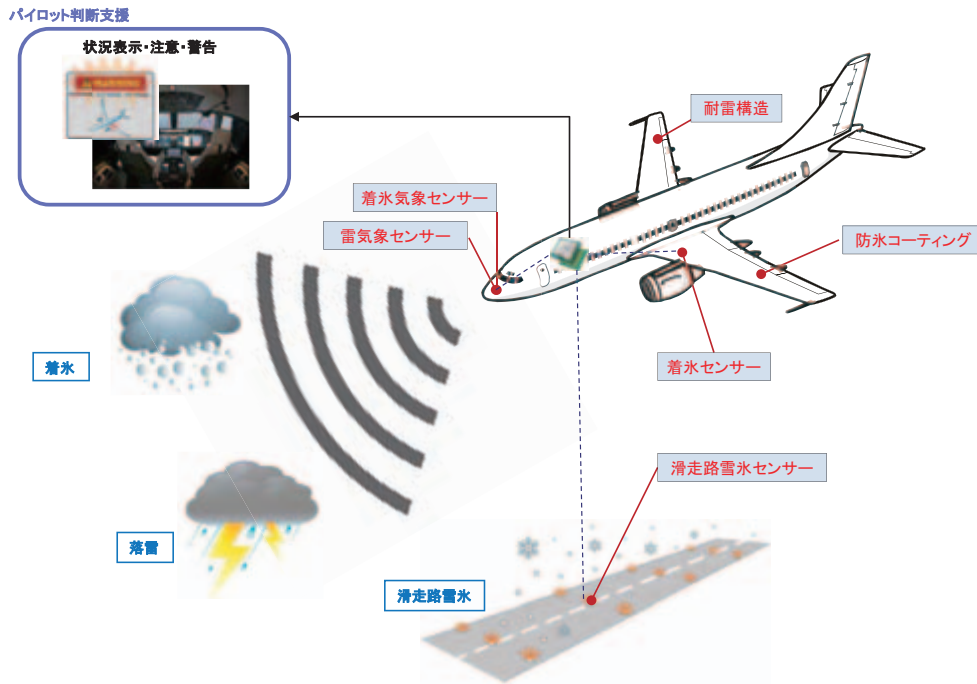 パイロット判断支援
状況表示・注意・警告
WARNING
耐雷構造
着氷気象センサー
雷気象センサー
防氷コーティング
着氷
着氷センサー
滑走路雪氷センサー
落雷
滑走路雪氷